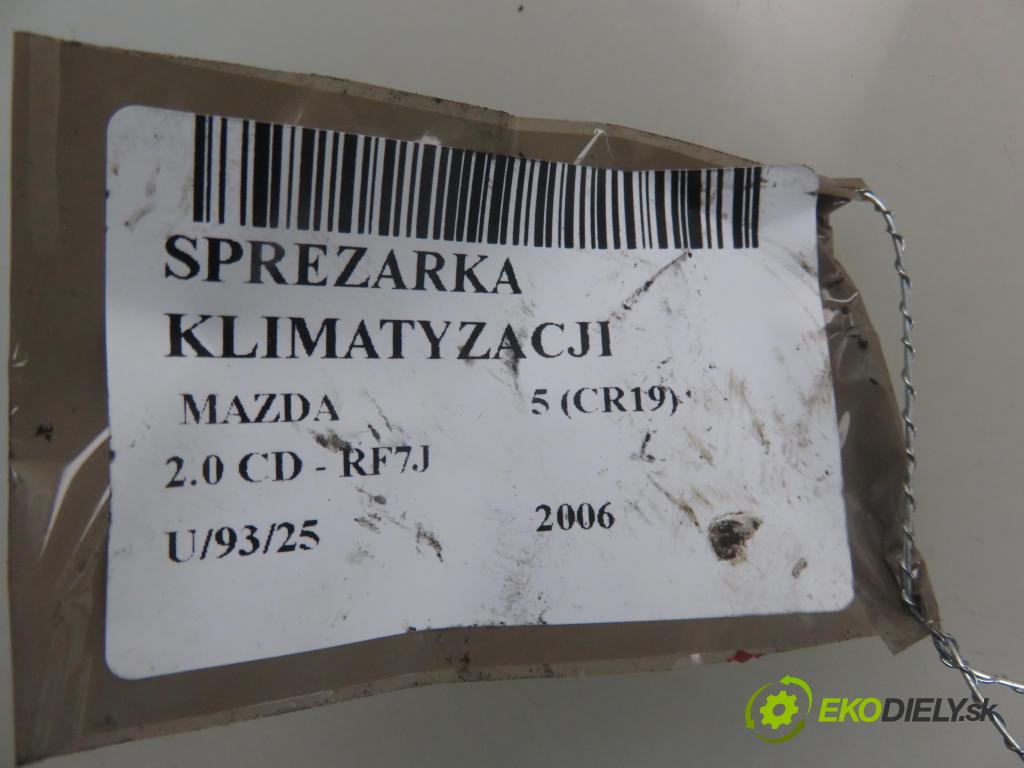 SPREZARKA
KLIMATYZACJI
MAZDA 5 (CR19)
2.0 CD - RF7J
U/93/25 2006
EKODIELY.sk